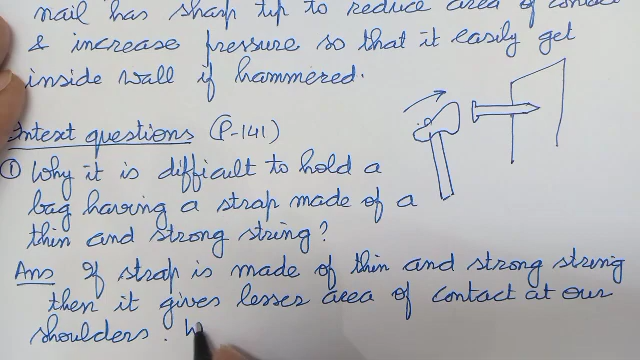 nail has sharp tip to reduce area of contact
& increase pressure so that it easily get
inside wall if hammered.
Intext questions (P-141)
① Why it is difficult to hold a
bag having a strap made of a
thin and strong string?
Ans If strap is made of thin and strong string
then it gives lesser area of contact at our
shoulders.